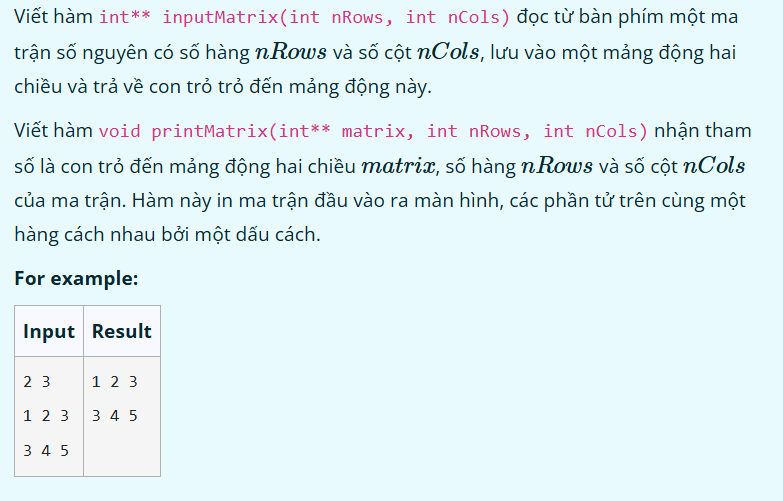 Viết hàm int** inputMatrix(int nRows, int nCols) đọc từ bàn phím một ma
trận số nguyên có số hàng nRows và số cột nCols, lưu vào một mảng động hai
chiều và trả về con trỏ trỏ đến mảng động này.
Viết hàm void printMatrix(int** matrix, int nRows, int nCols) nhận tham
số là con trỏ đến mảng động hai chiều matrix, số hàng nRows và số cột nCols
của ma trận. Hàm này in ma trận đầu vào ra màn hình, các phần tử trên cùng một
hàng cách nhau bởi một dấu cách.
For example:
Input Result
2 3 1 2 3
1 2 3 3 4 5
3 4 5